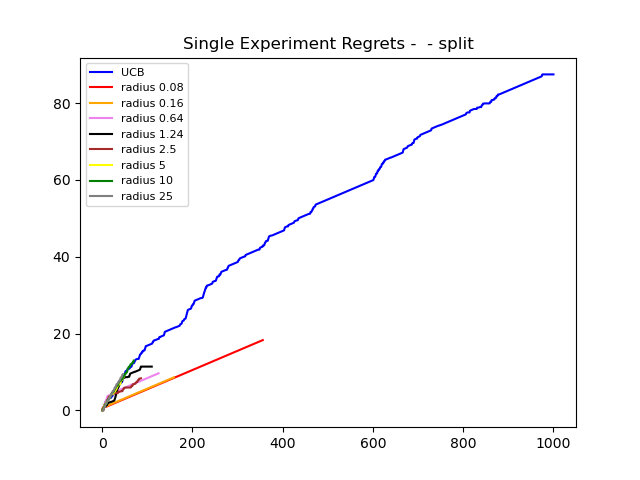 Single Experiment Regrets -  - split
UCB
radius 0.08
radius 0.16
radius 0.64
radius 1.24
radius 2.5
radius 5
radius 10
radius 25
80
60
40
20
0
0 200 400 600 800 1000